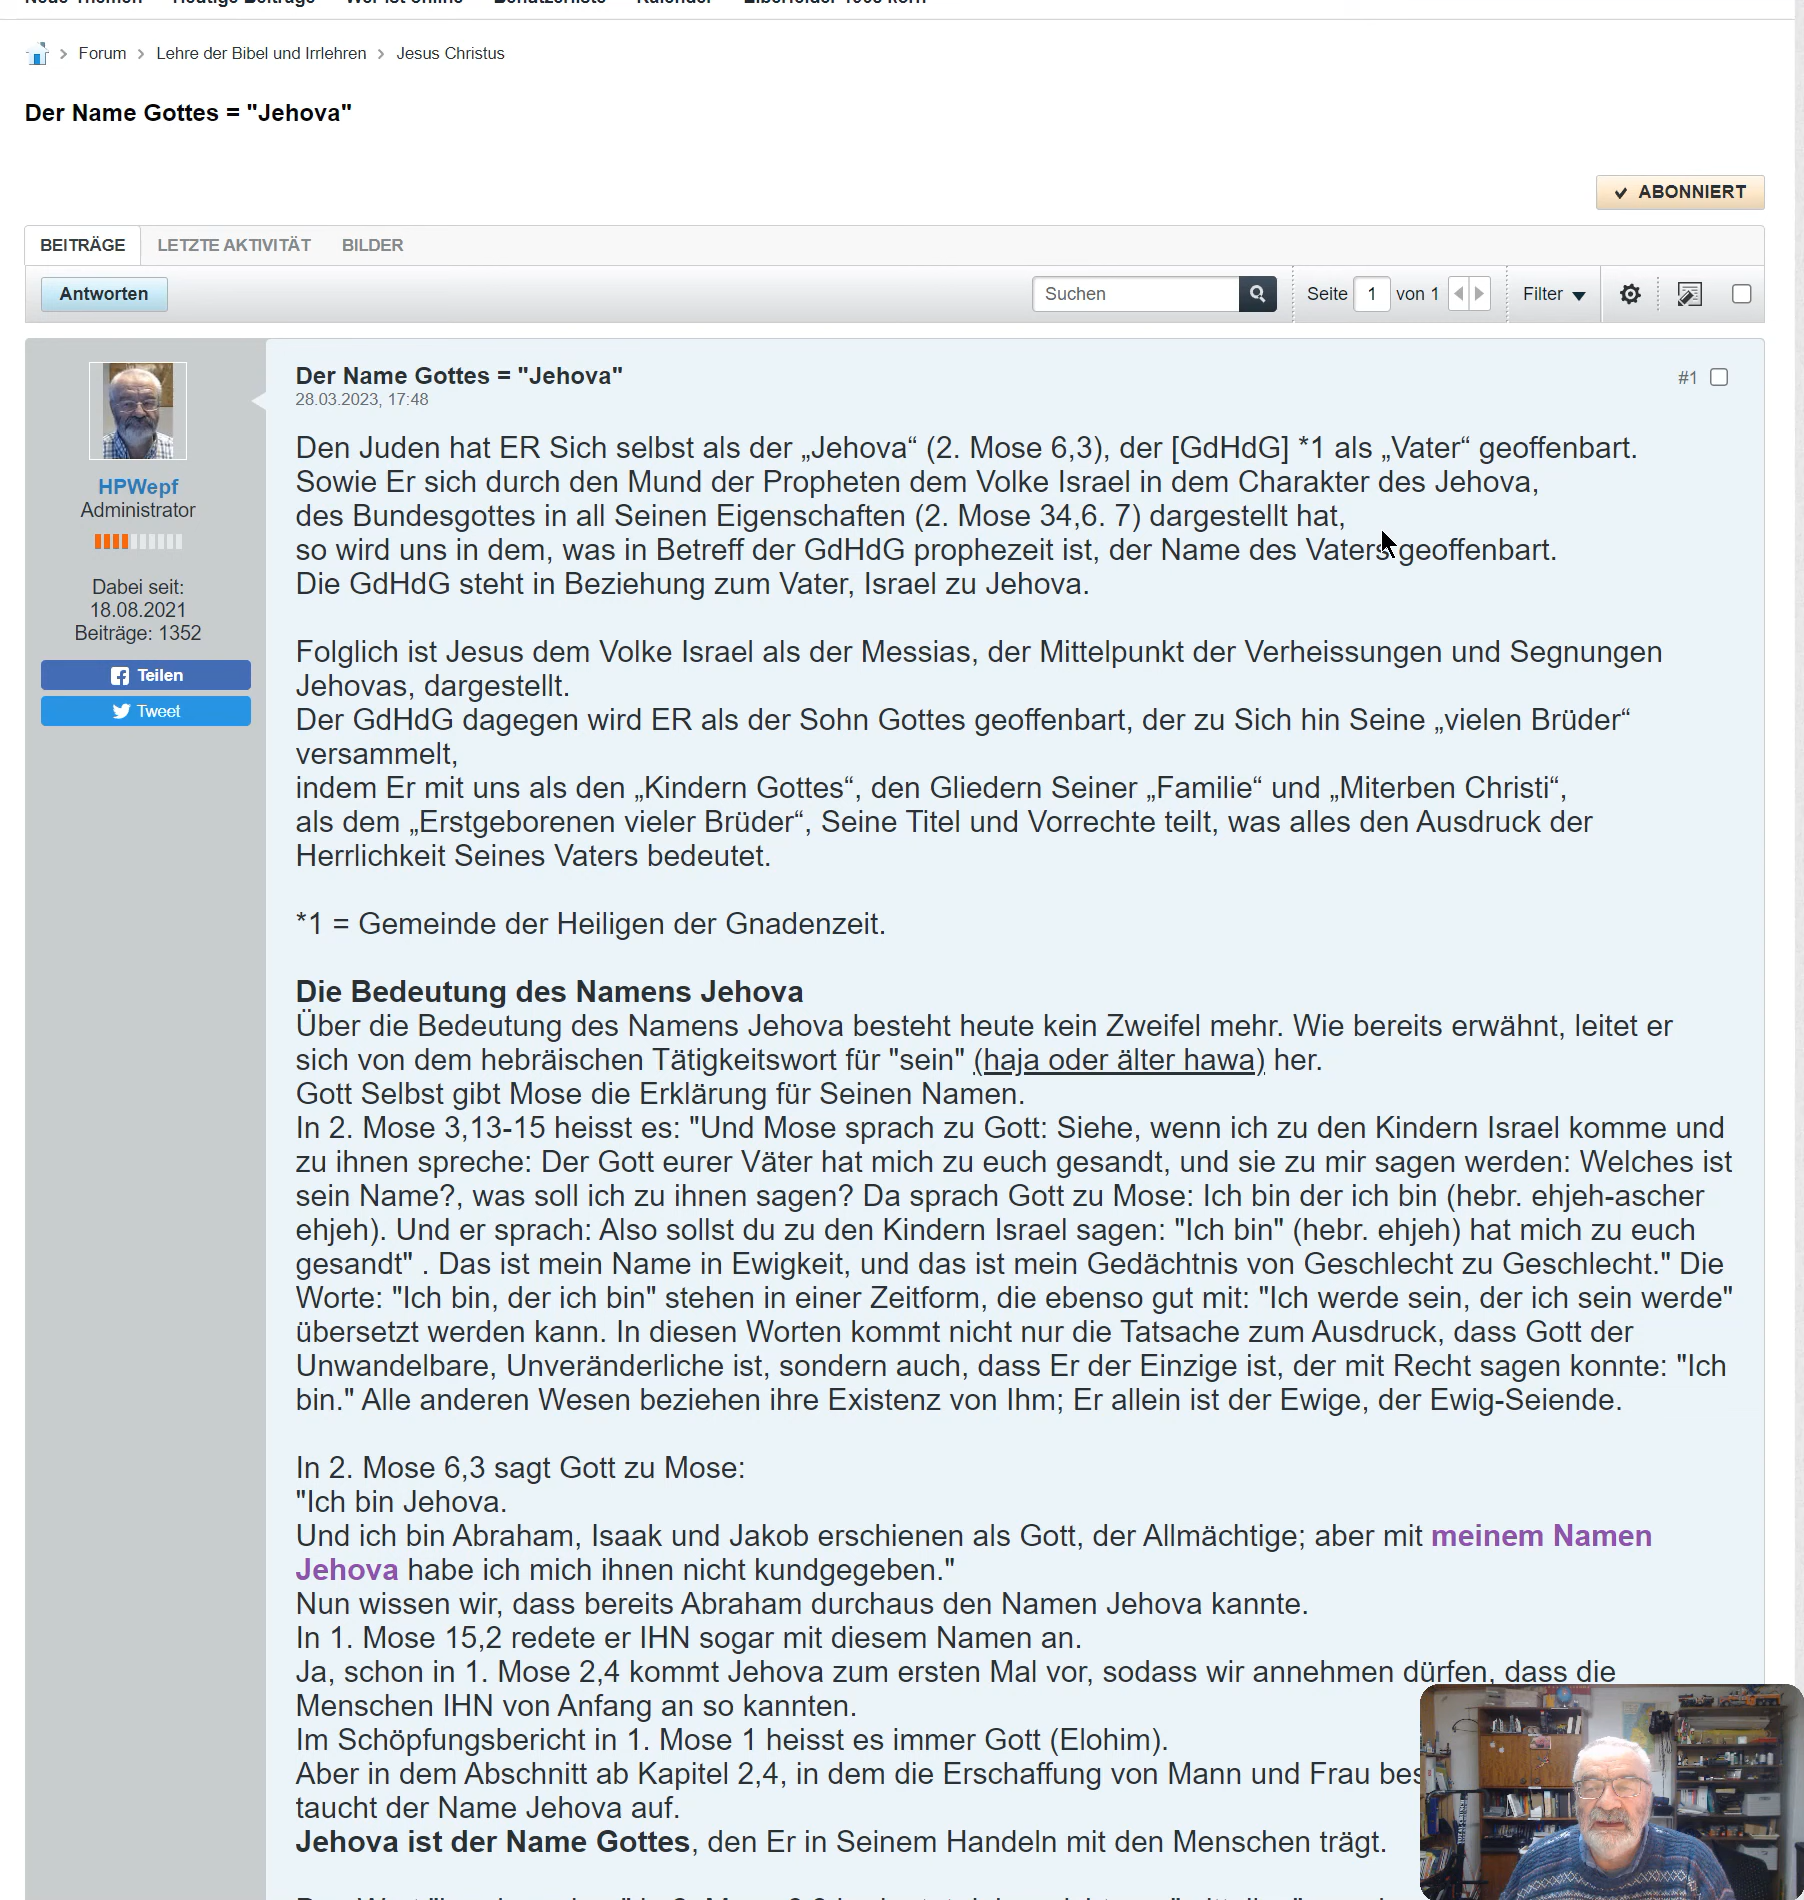 Forum > Lehre der Bibel und Irrlehren > Jesus Christus
Der Name Gottes = "Jehova"
ABONNIERT
BEITRÄGE LETZTE AKTIVITÄT BILDER
Antworten Suchen Seite 1 von 1 Filter
Der Name Gottes = "Jehova" #1
28.03.2023, 17:48
HPWepf
Administrator
Dabei seit:
18.08.2021
Beiträge: 1352
Teilen
Tweet
Den Juden hat ER Sich selbst als der „Jehova“ (2. Mose 6,3), der [GdHdG] *1 als „Vater“ geoffenbart.
Sowie Er sich durch den Mund der Propheten dem Volke Israel in dem Charakter des Jehova,
des Bundesgottes in all Seinen Eigenschaften (2. Mose 34,6. 7) dargestellt hat,
so wird uns in dem, was in Betreff der GdHdG prophezeit ist, der Name des Vaters geoffenbart.
Die GdHdG steht in Beziehung zum Vater, Israel zu Jehova.
Folglich ist Jesus dem Volke Israel als der Messias, der Mittelpunkt der Verheissungen und Segnungen
Jehovas, dargestellt.
Der GdHdG dagegen wird ER als der Sohn Gottes geoffenbart, der zu Sich hin Seine „vielen Brüder“
versammelt,
indem Er mit uns als den „Kindern Gottes“, den Gliedern Seiner „Familie“ und „Miterben Christi“,
als dem „Erstgeborenen vieler Brüder“, Seine Titel und Vorrechte teilt, was alles den Ausdruck der
Herrlichkeit Seines Vaters bedeutet.
*1 = Gemeinde der Heiligen der Gnadenzeit.
Die Bedeutung des Namens Jehova
Über die Bedeutung des Namens Jehova besteht heute kein Zweifel mehr. Wie bereits erwähnt, leitet er
sich von dem hebräischen Tätigkeitswort für "sein" (haja oder älter hawa) her.
Gott Selbst gibt Mose die Erklärung für Seinen Namen.
In 2. Mose 3,13-15 heisst es: "Und Mose sprach zu Gott: Siehe, wenn ich zu den Kindern Israel komme und
zu ihnen spreche: Der Gott eurer Väter hat mich zu euch gesandt, und sie zu mir sagen werden: Welches ist
sein Name?, was soll ich zu ihnen sagen? Da sprach Gott zu Mose: Ich bin der ich bin (hebr. ehjeh-ascher
ehjeh). Und er sprach: Also sollst du zu den Kindern Israel sagen: "Ich bin" (hebr. ehjeh) hat mich zu euch
gesandt" . Das ist mein Name in Ewigkeit, und das ist mein Gedächtnis von Geschlecht zu Geschlecht." Die
Worte: "Ich bin, der ich bin" stehen in einer Zeitform, die ebenso gut mit: "Ich werde sein, der ich sein werde"
übersetzt werden kann. In diesen Worten kommt nicht nur die Tatsache zum Ausdruck, dass Gott der
Unwandelbare, Unveränderliche ist, sondern auch, dass Er der Einzige ist, der mit Recht sagen konnte: "Ich
bin." Alle anderen Wesen beziehen ihre Existenz von Ihm; Er allein ist der Ewige, der Ewig-Seiende.
In 2. Mose 6,3 sagt Gott zu Mose:
"Ich bin Jehova.
Und ich bin Abraham, Isaak und Jakob erschienen als Gott, der Allmächtige; aber mit meinem Namen
Jehova habe ich mich ihnen nicht kundgegeben."
Nun wissen wir, dass bereits Abraham durchaus den Namen Jehova kannte.
In 1. Mose 15,2 redete er IHN sogar mit diesem Namen an.
Ja, schon in 1. Mose 2,4 kommt Jehova zum ersten Mal vor, sodass wir annehmen dürfen, dass die
Menschen IHN von Anfang an so kannten.
Im Schöpfungsbericht in 1. Mose 1 heisst es immer Gott (Elohim).
Aber in dem Abschnitt ab Kapitel 2,4, in dem die Erschaffung von Mann und Frau bes
taucht der Name Jehova auf.
Jehova ist der Name Gottes, den Er in Seinem Handeln mit den Menschen trägt.